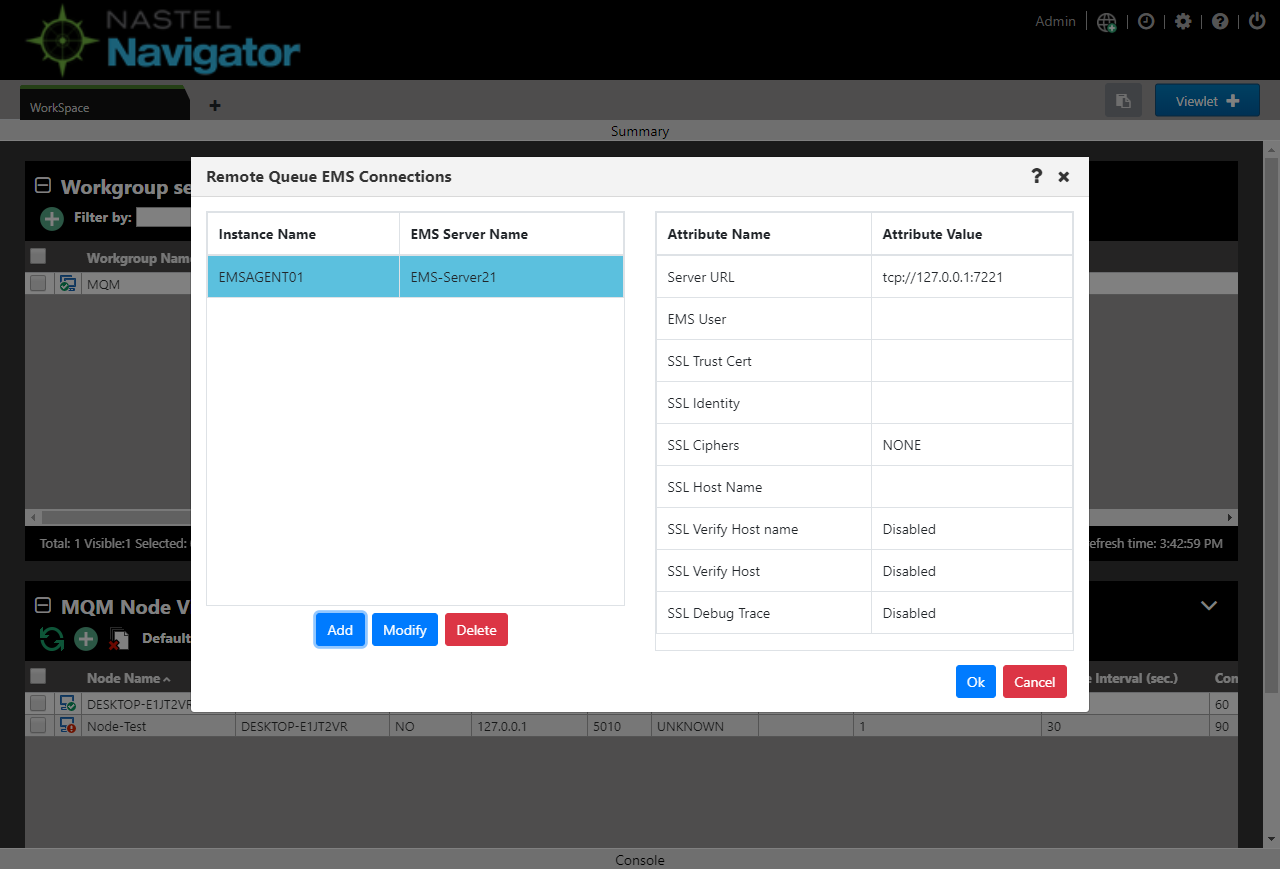 NASTEL
Navigator
Admin
WorkSpace
Viewlet
Summary
Workgroup se
Filter by:
Workgroup Nam
MQM
Total: 1 Visible:1 Selected:
efresh time: 3:42:59 PM
Remote Queue EMS Connections
Instance Name EMS Server Name
EMSAGENT01 EMS-Server21
Add Modify Delete
Attribute Name Attribute Value
Server URL tcp://127.0.0.1:7221
EMS User
SSL Trust Cert
SSL Identity
SSL Ciphers NONE
SSL Host Name
SSL Verify Host name Disabled
SSL Verify Host Disabled
SSL Debug Trace Disabled
Ok Cancel
MQM Node V
Default
Node Name Interval (sec.) Con
DESKTOP-E1JT2VR 60
Node-Test DESKTOP-E1JT2VR NO 127.0.0.1 5010 UNKNOWN 1 30 90
Console